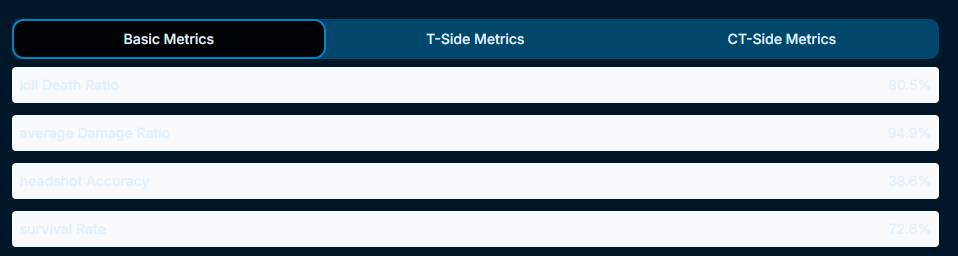 Basic Metrics T-Side Metrics CT-Side Metrics
kill Death Ratio 80.5%
average Damage Ratio 94.9%
headshot Accuracy 38.6%
survival Rate 72.6%